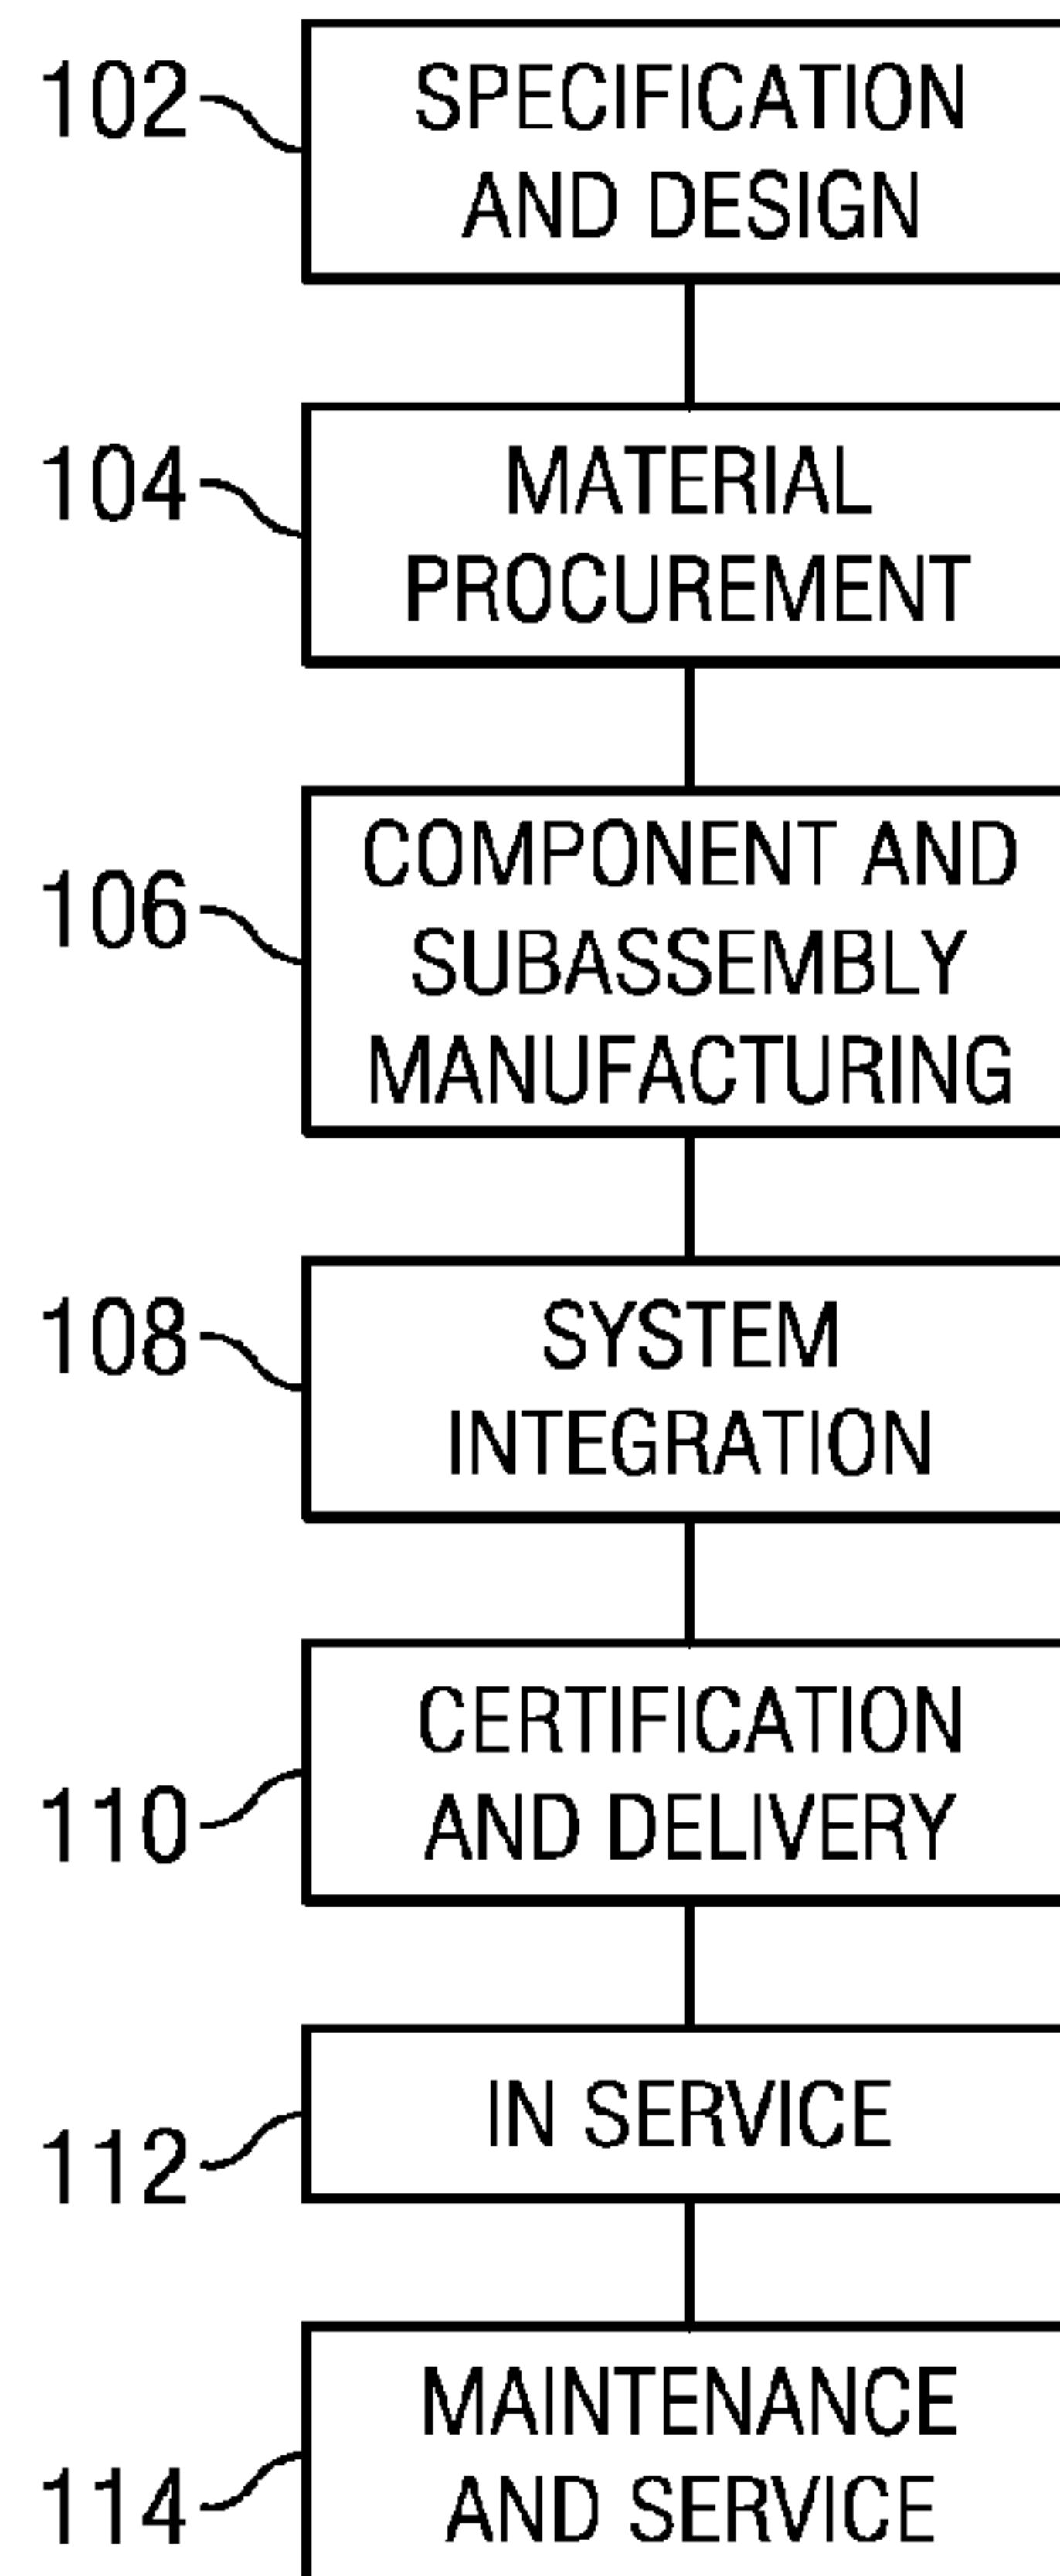 102
SPECIFICATION
AND DESIGN
104
MATERIAL
PROCUREMENT
106
COMPONENT AND
SUBASSEMBLY
MANUFACTURING
108
SYSTEM
INTEGRATION
110
CERTIFICATION
AND DELIVERY
112
IN SERVICE
114
MAINTENANCE
AND SERVICE